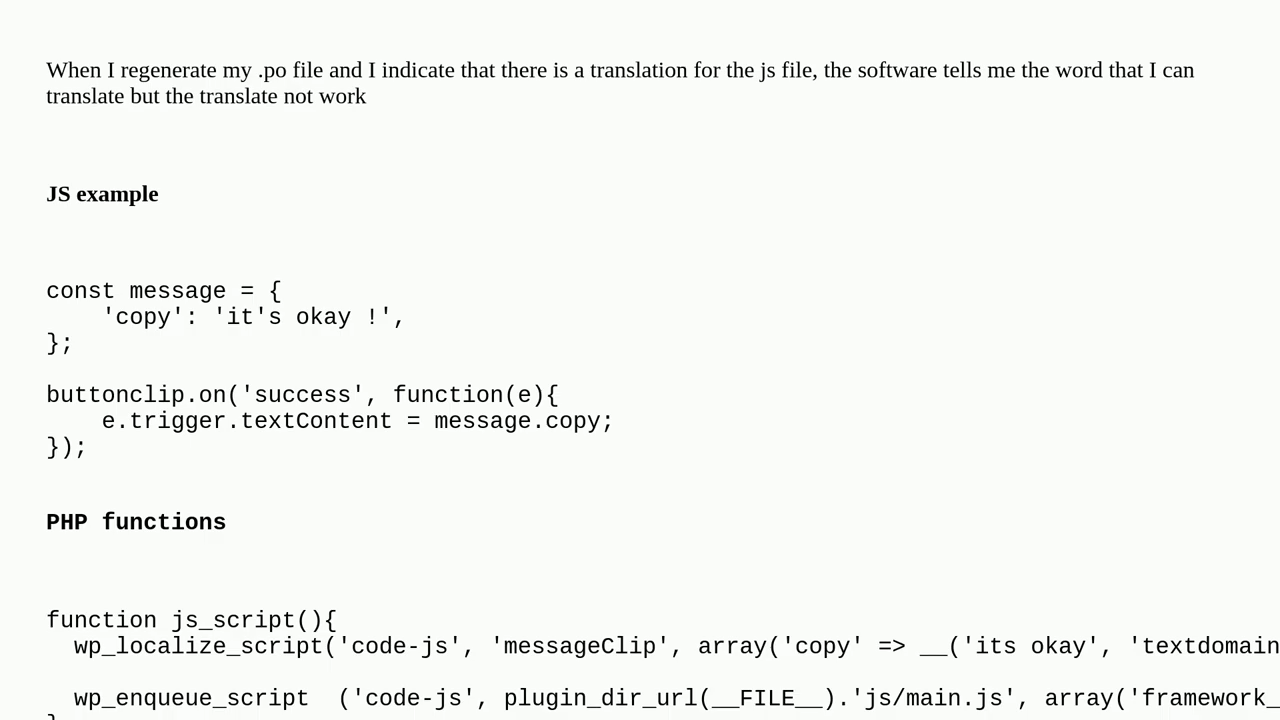 When I regenerate my .po file and I indicate that there is a translation for the js file, the software tells me the word that I can
translate but the translate not work
JS example
const message = {
    'copy': 'it's okay !',
};
buttonclip.on('success', function(e){
    e.trigger.textContent = message.copy;
});
PHP functions
function js_script(){
  wp_localize_script('code-js', 'messageClip', array('copy' => __('its okay', 'textdomain
  wp_enqueue_script  ('code-js', plugin_dir_url(__FILE__).'js/main.js', array('framework_
}